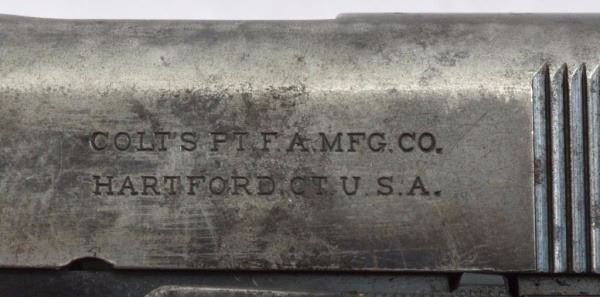 COLT'S PT. F.A. MFG. CO.
HARTFORD. CT. U.S.A.